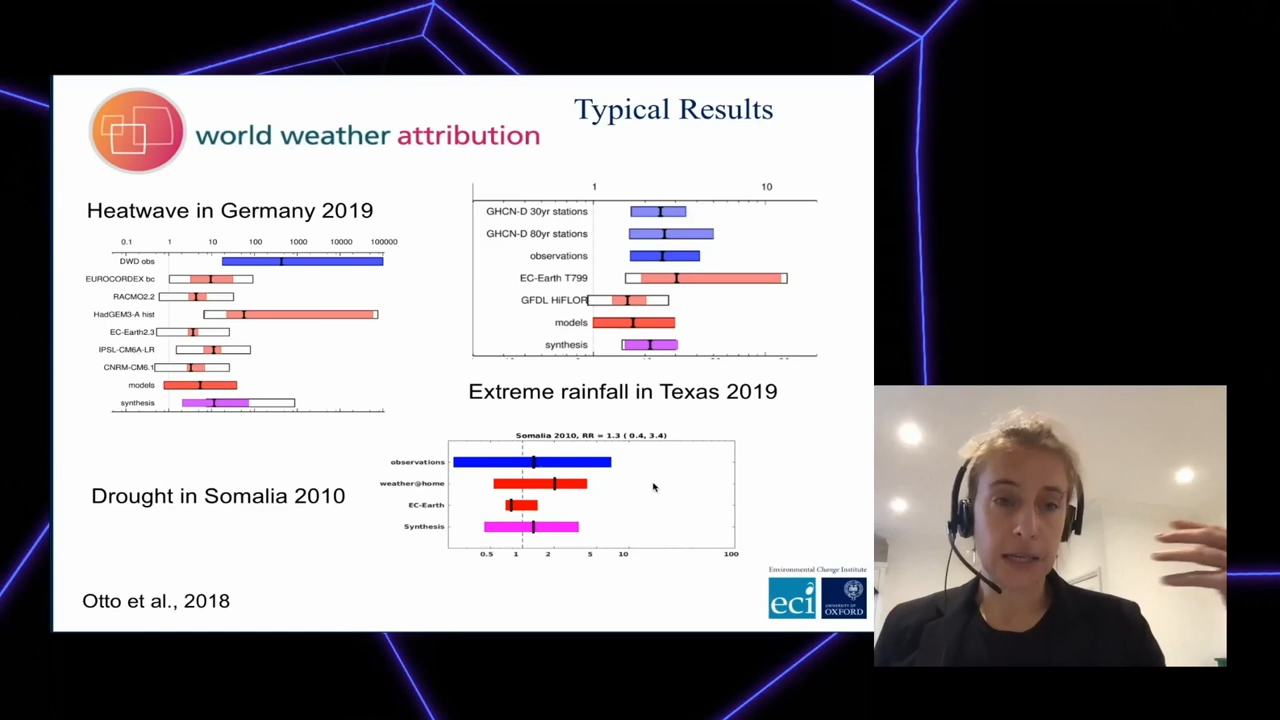 Typical Results
world weather attribution
Heatwave in Germany 2019
0.1 1 10 100 1000 10000 100000
DWD obs
EUROCORDEX bc
RACMO2.2
HadGEM3-A hist
EC-Earth2.3
IPSL-CM6A-LR
CNRM-CM6.1
models
synthesis
1 10
GHCN-D 30yr stations
GHCN-D 80yr stations
observations
EC-Earth T799
GFDL HiFLOR
models
synthesis
Extreme rainfall in Texas 2019
Drought in Somalia 2010
Somalia 2010, RR = 1.3 ( 0.4, 3.4)
observations
weather@home
EC-Earth
Synthesis
0.5 1 2 5 10 100
Otto et al., 2018
Environmental Change Institute
eci
UNIVERSITY OF
OXFORD